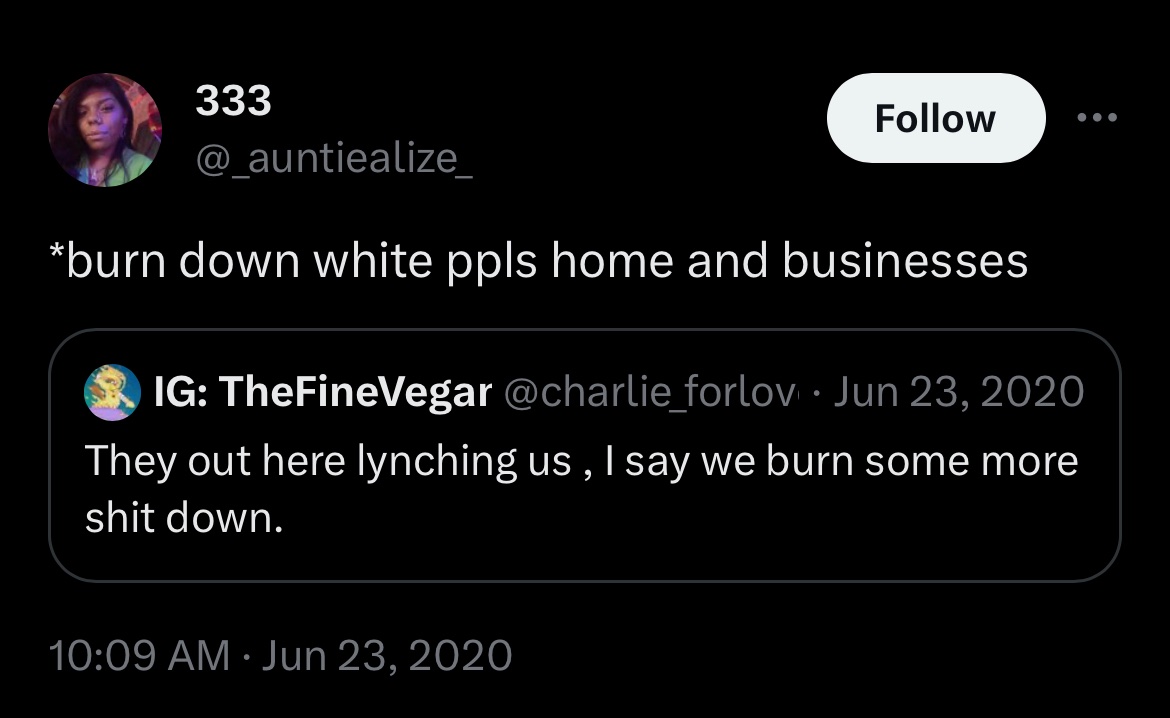 333
@_auntiealize_
Follow
*burn down white ppls home and businesses
IG: TheFineVegar @charlie_forlov · Jun 23, 2020
They out here lynching us , I say we burn some more
shit down.
10:09 AM · Jun 23, 2020